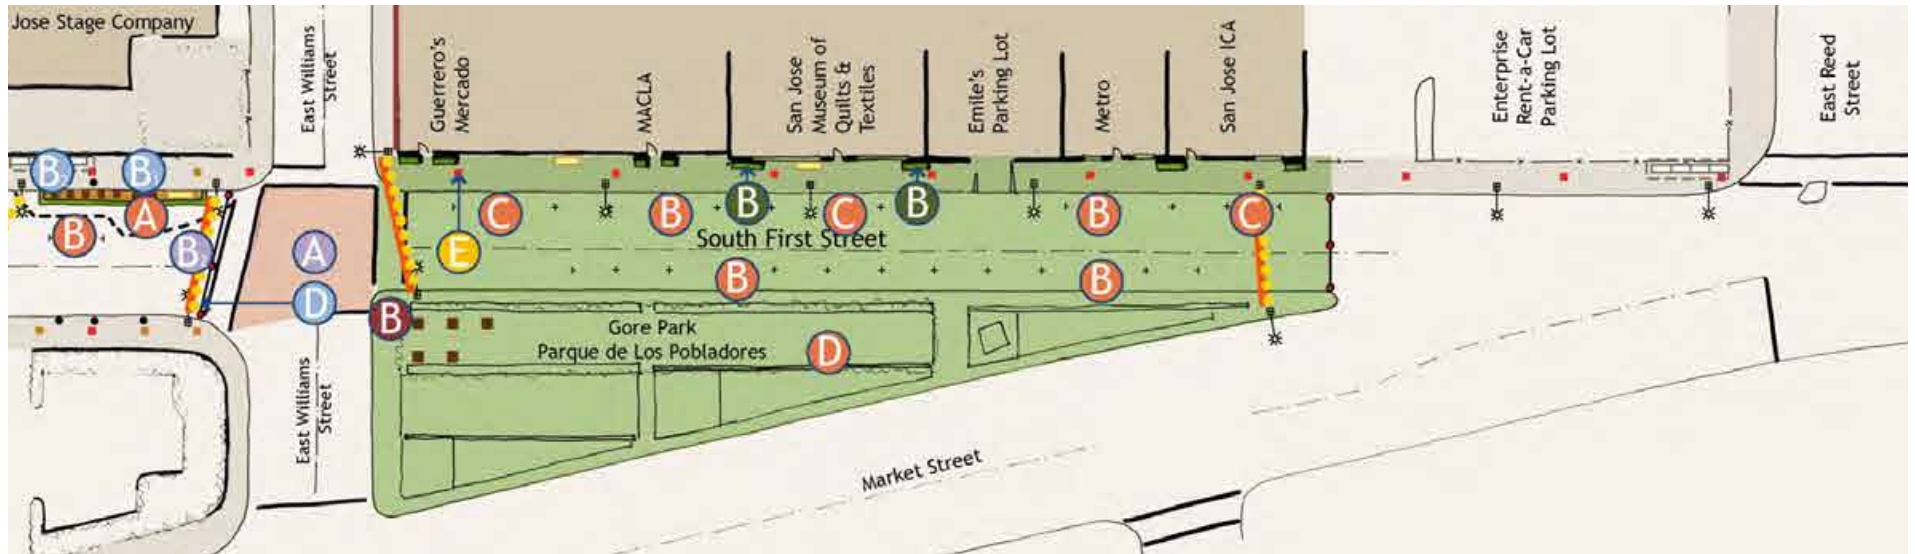 Jose Stage Company
East Williams
Street
Guerrero's
Mercado
MACLA
San Jose
Museum of
Quilts &
Textiles
Emile's
Parking Lot
Metro
San Jose ICA
Enterprise
Rent-a-Car
Parking Lot
East Reed
Street
B
B
A
B
B
A
D
E
C
B
B
C
B
B
C
South First Street
B
B
B
Gore Park
Parque de Los Pobladores
D
East Williams
Street
Market Street